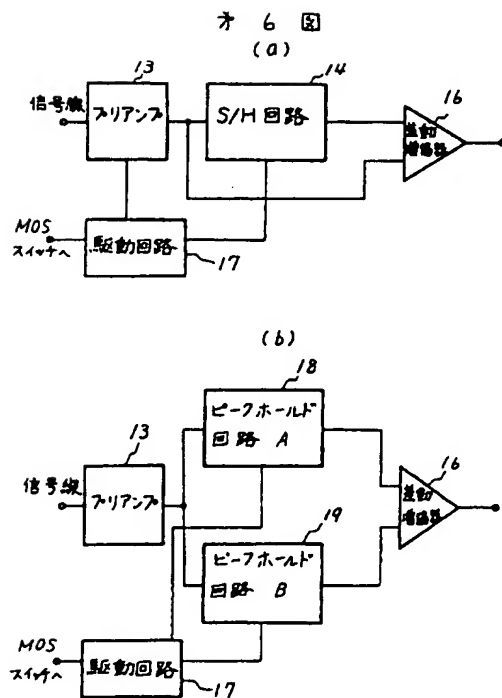 才 6 図
(a)
13
14
16
信号線
プリアンプ
S/H 回路
差動
増幅器
MOS
スイッチへ
駆動回路
17
(b)
18
ピークホールド
回路 A
13
16
信号線
プリアンプ
差動
増幅器
19
ピークホールド
回路 B
MOS
スイッチへ
駆動回路
17